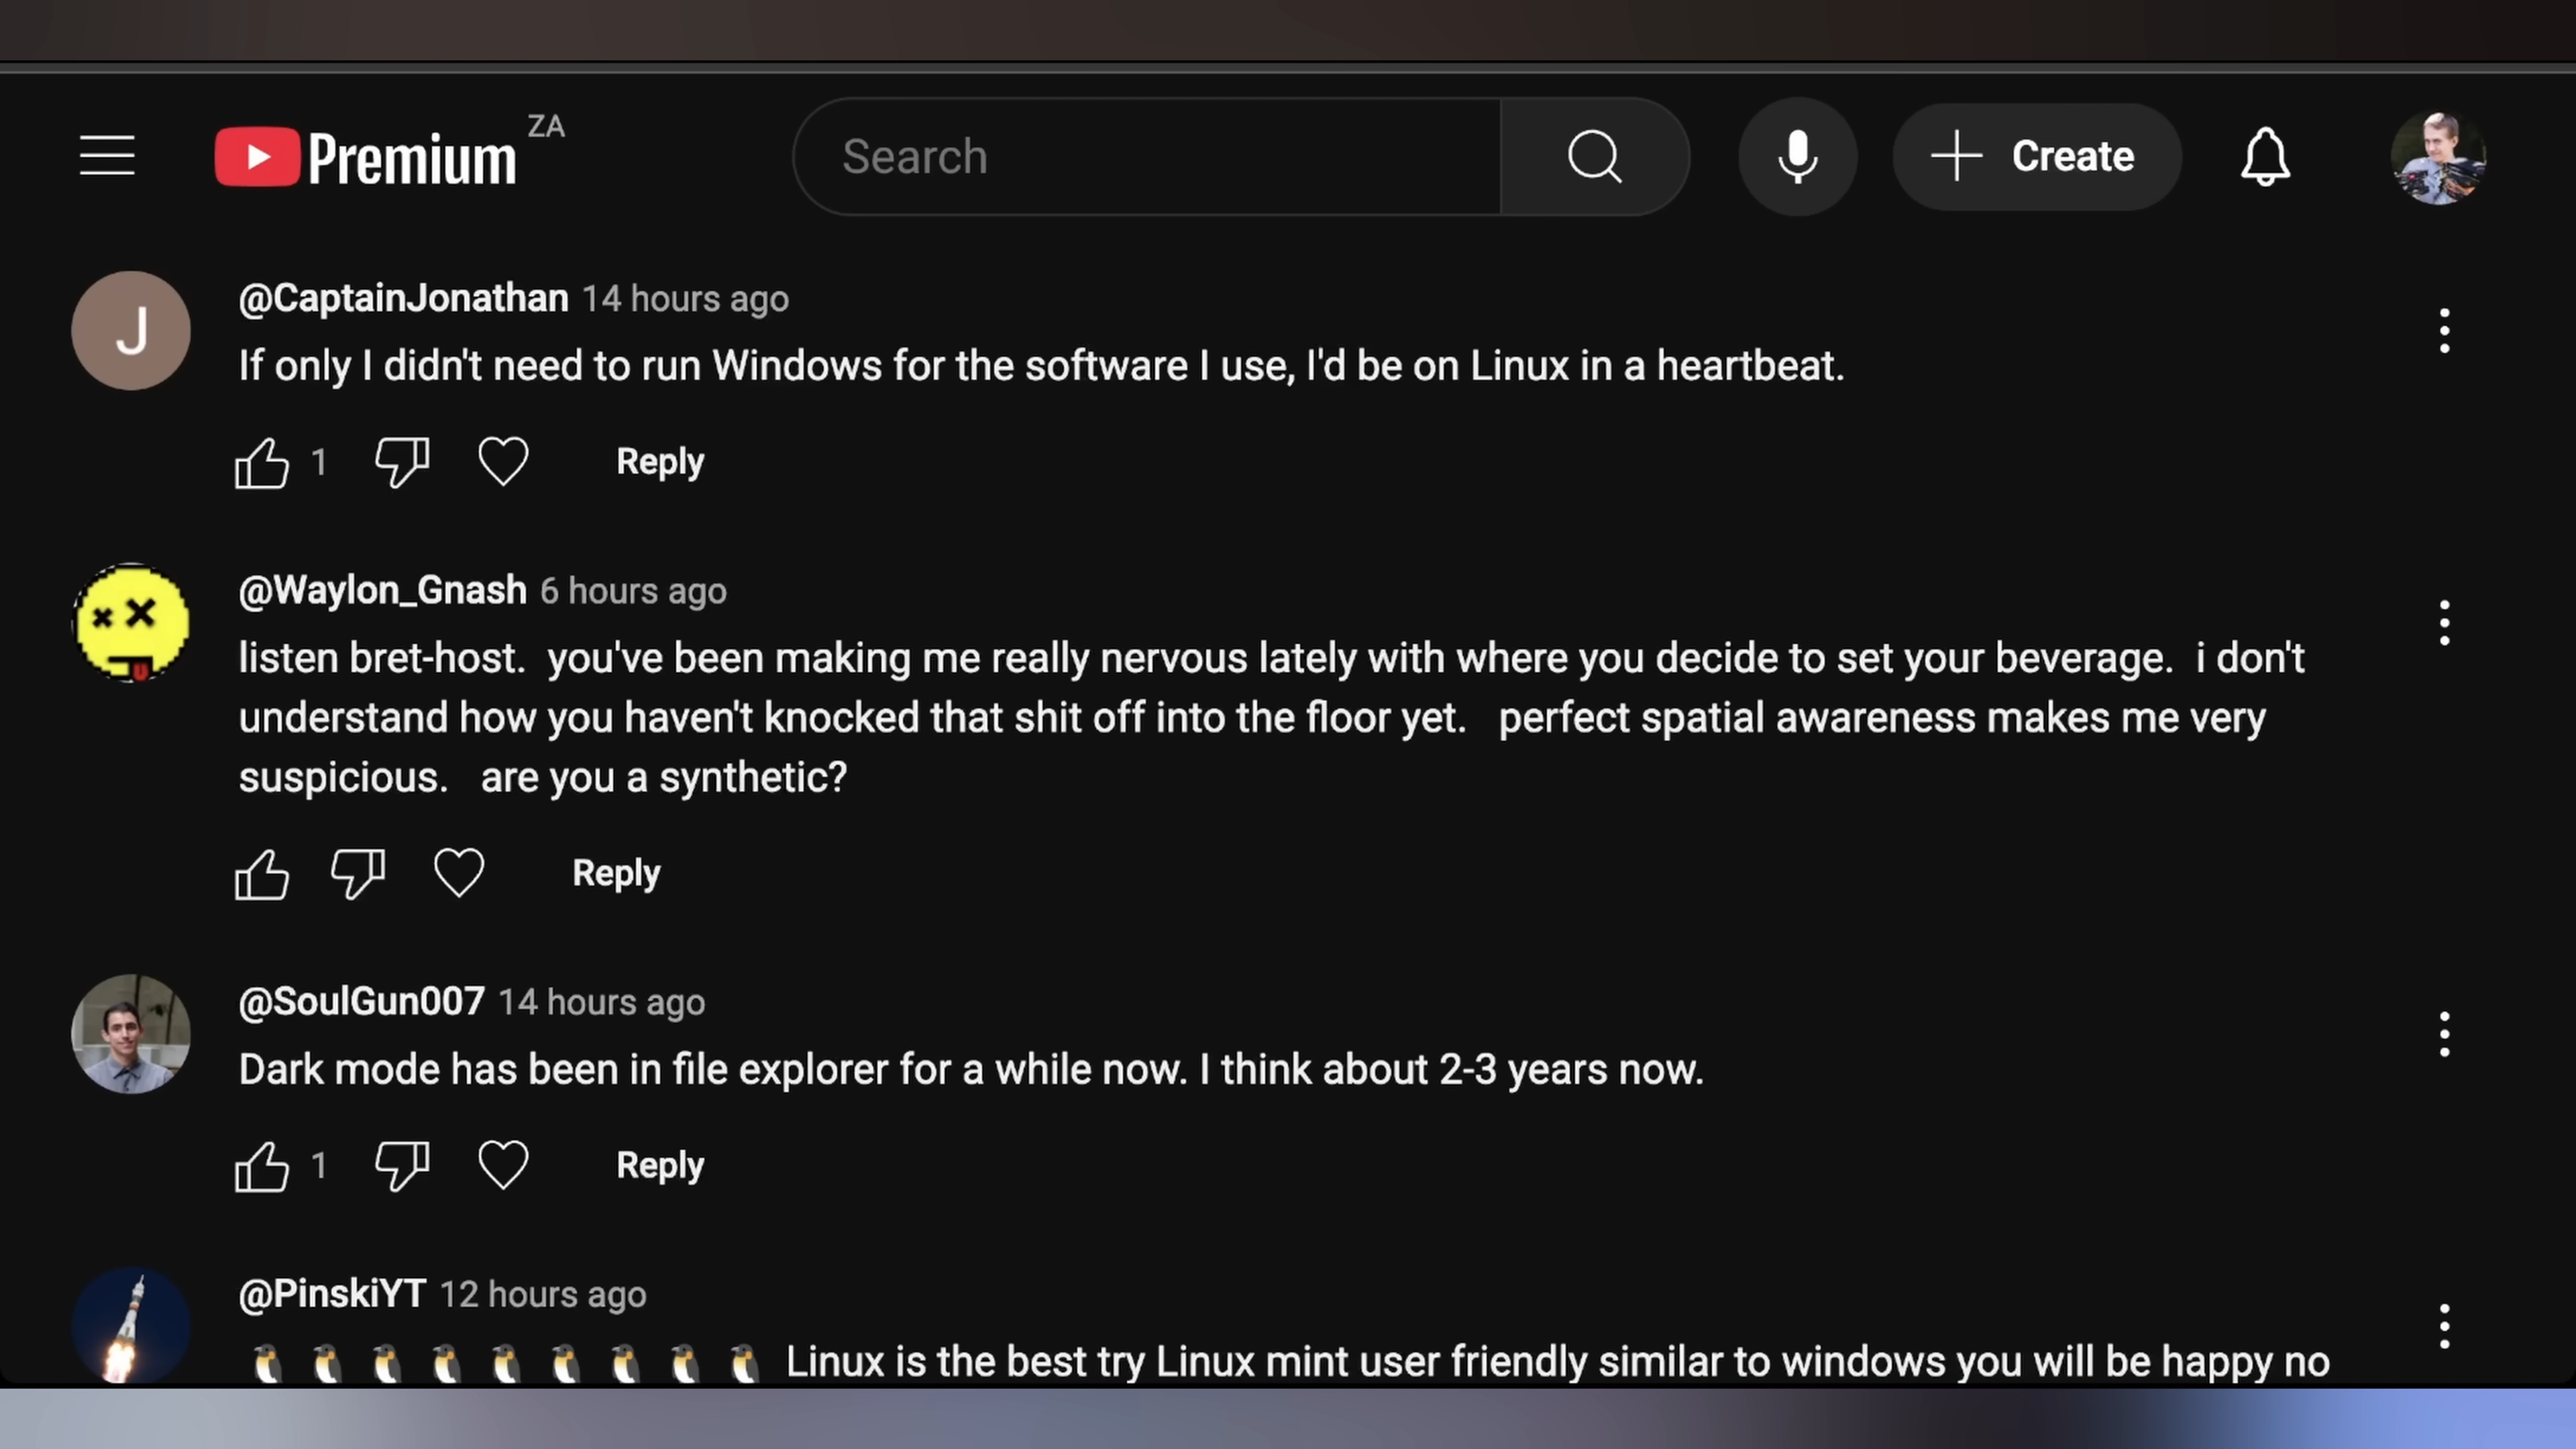 Premium ZA
Search
Create
J
@CaptainJonathan 14 hours ago
If only I didn't need to run Windows for the software I use, I'd be on Linux in a heartbeat.
1 Reply
@Waylon_Gnash 6 hours ago
listen bret-host.  you've been making me really nervous lately with where you decide to set your beverage.  i don't
understand how you haven't knocked that shit off into the floor yet.   perfect spatial awareness makes me very
suspicious.   are you a synthetic?
Reply
@SoulGun007 14 hours ago
Dark mode has been in file explorer for a while now. I think about 2-3 years now.
1 Reply
@PinskiYT 12 hours ago
🐧 🐧 🐧 🐧 🐧 🐧 🐧 🐧 🐧 Linux is the best try Linux mint user friendly similar to windows you will be happy no